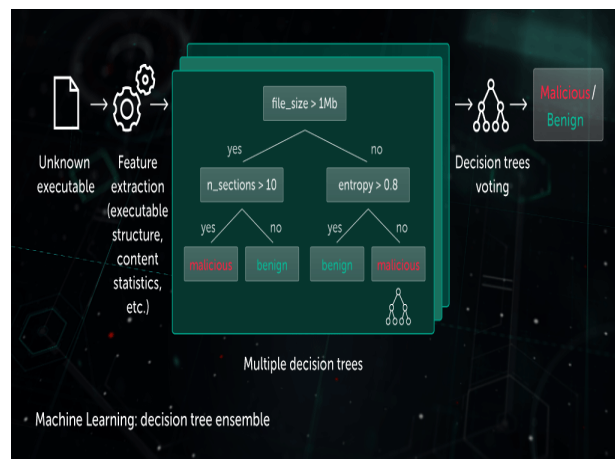 file_size > 1Mb
yes
no
n_sections > 10
entropy > 0.8
yes
no
yes
no
malicious
benign
benign
malicious
Unknown
executable
Feature
extraction
(executable
structure,
content
statistics,
etc.)
Multiple decision trees
Decision trees
voting
Malicious/
Benign
Machine Learning: decision tree ensemble